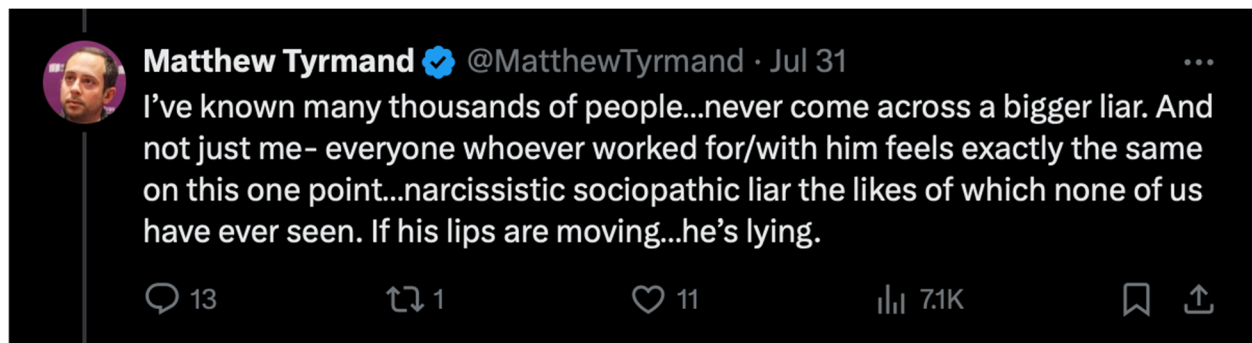 Matthew Tyrmand @MatthewTyrmand · Jul 31
I’ve known many thousands of people...never come across a bigger liar. And
not just me- everyone whoever worked for/with him feels exactly the same
on this one point...narcissistic sociopathic liar the likes of which none of us
have ever seen. If his lips are moving...he’s lying.
13 1 11 7.1K